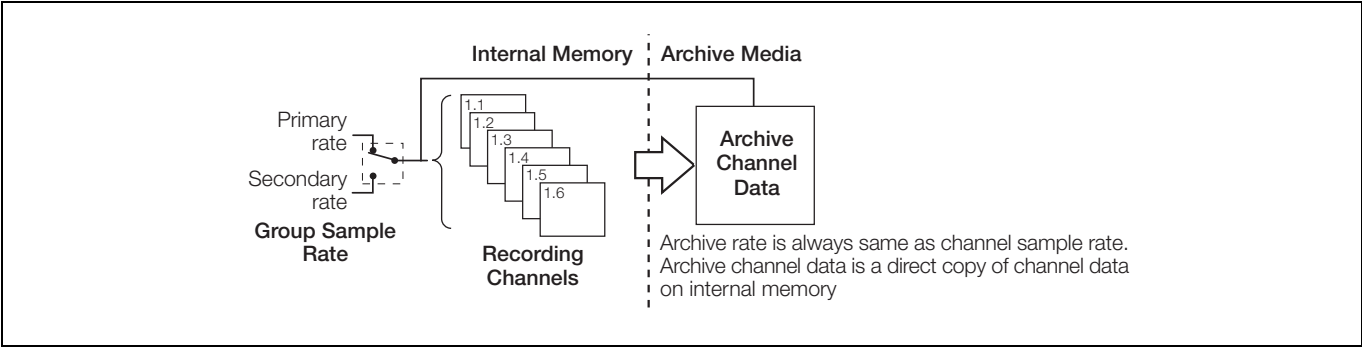 Internal Memory
Archive Media
Primary
rate
Secondary
rate
Group Sample
Rate
1.1
1.2
1.3
1.4
1.5
1.6
Recording
Channels
Archive
Channel
Data
Archive rate is always same as channel sample rate.
Archive channel data is a direct copy of channel data
on internal memory